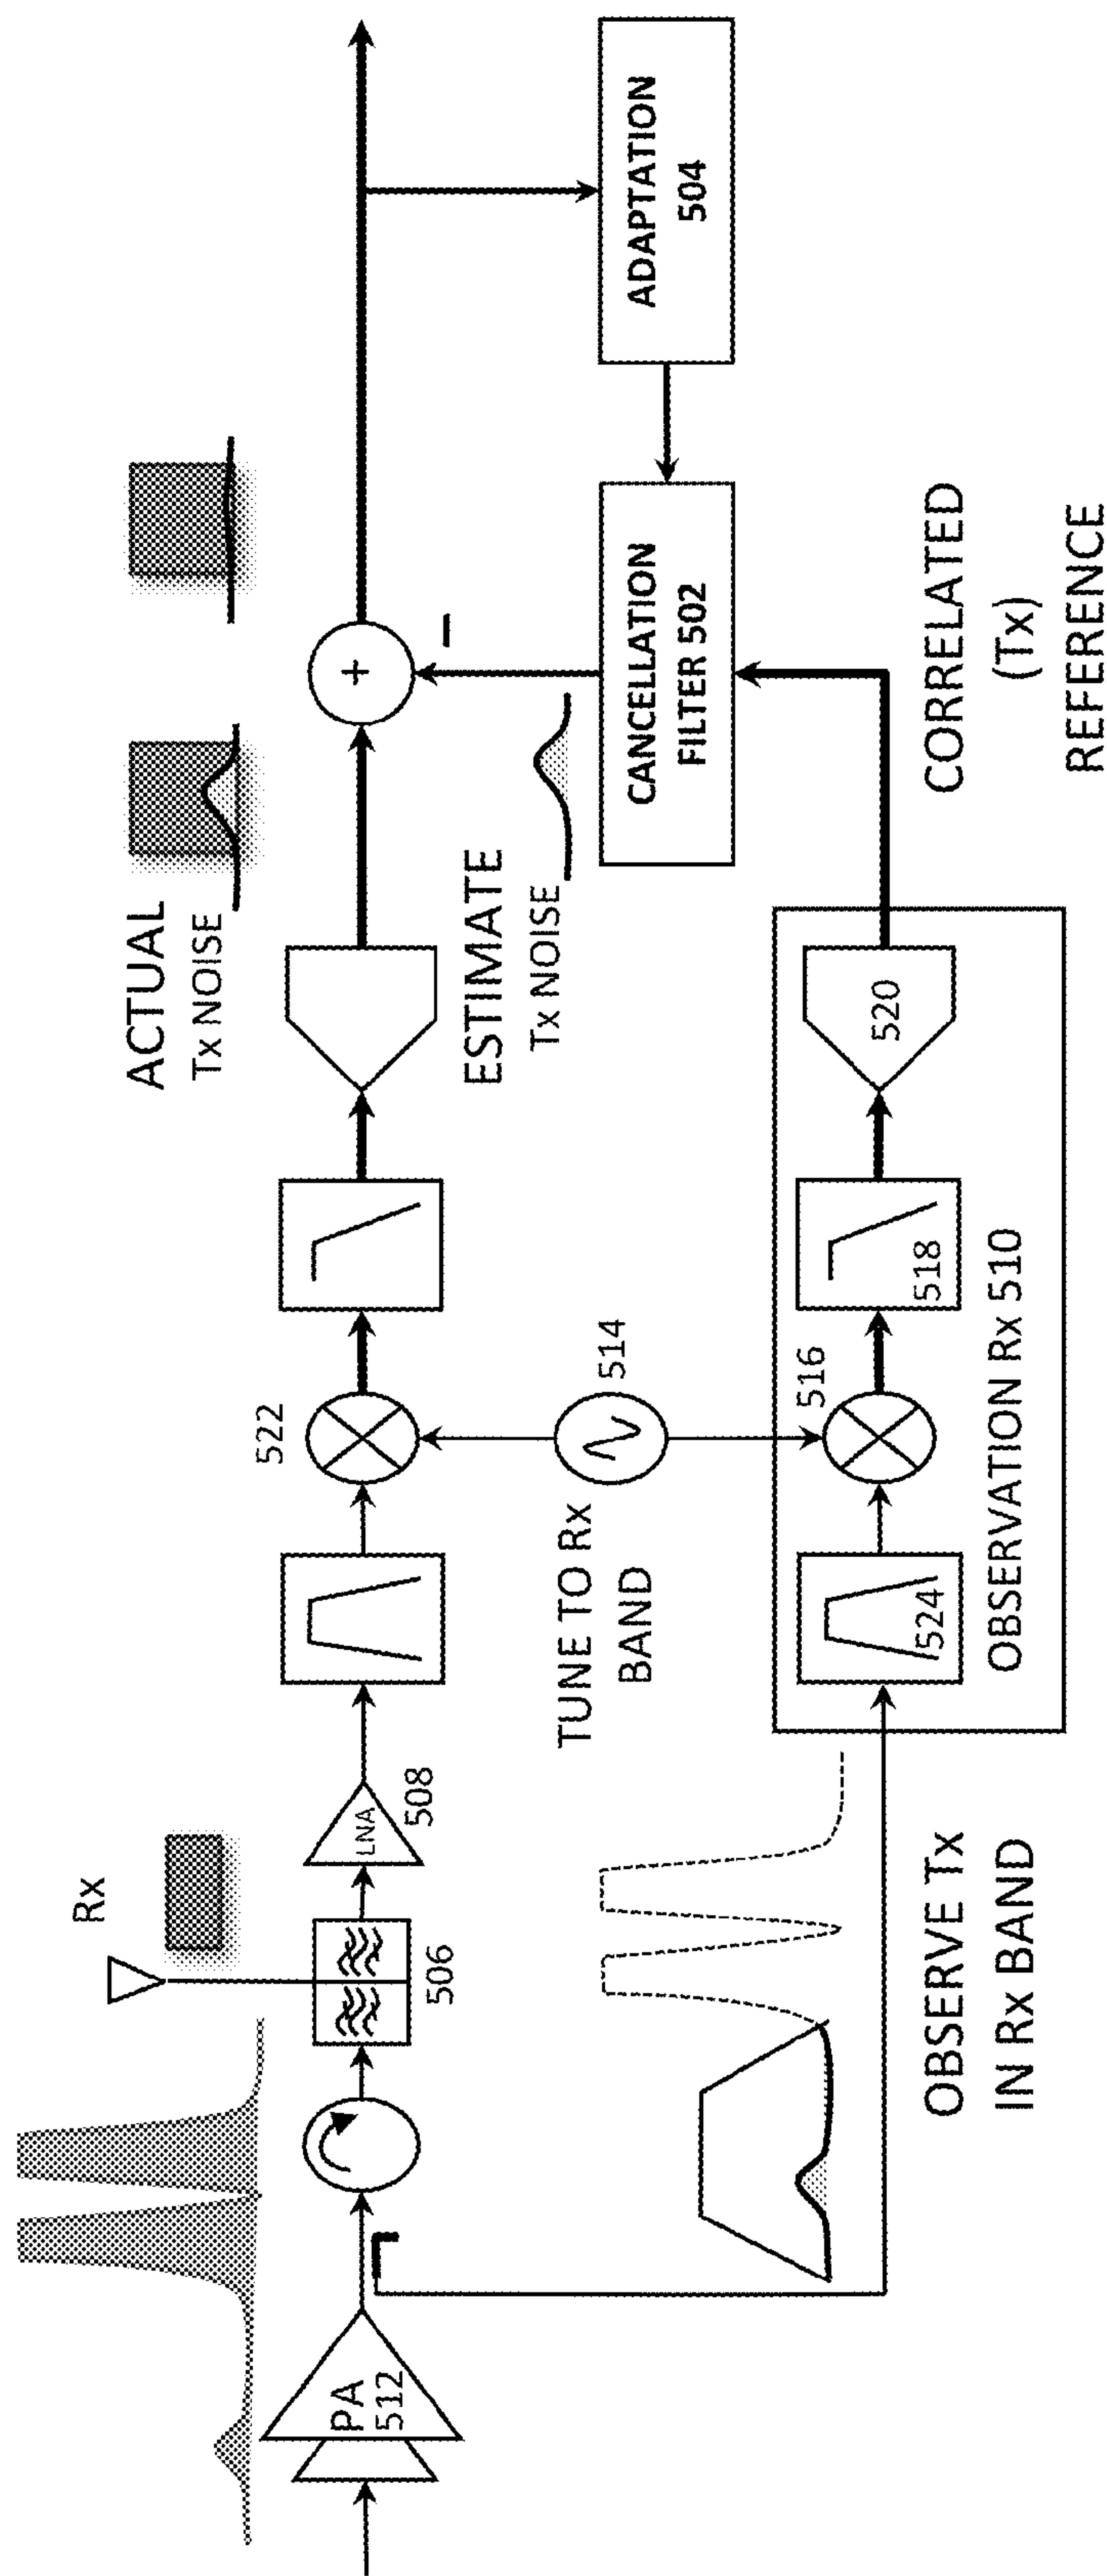 PA
512
Rx
506
LNA
508
522
TUNE TO Rx
BAND
514
ACTUAL
Tx NOISE
ESTIMATE
Tx NOISE
+
–
CANCELLATION
FILTER 502
ADAPTATION
504
OBSERVE Tx
IN Rx BAND
524
516
518
520
OBSERVATION Rx 510
CORRELATED
(Tx)
REFERENCE